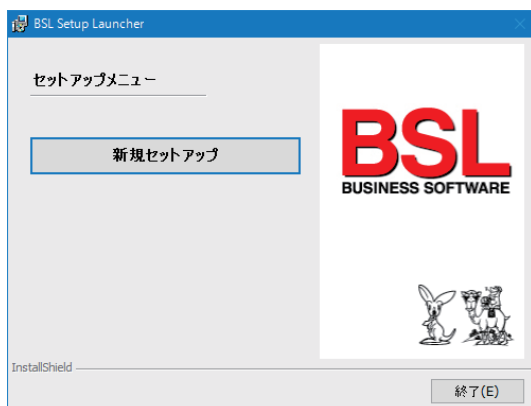 BSL Setup Launcher
セットアップメニュー
新規セットアップ
BSL
BUSINESS SOFTWARE
InstallShield
終了(E)